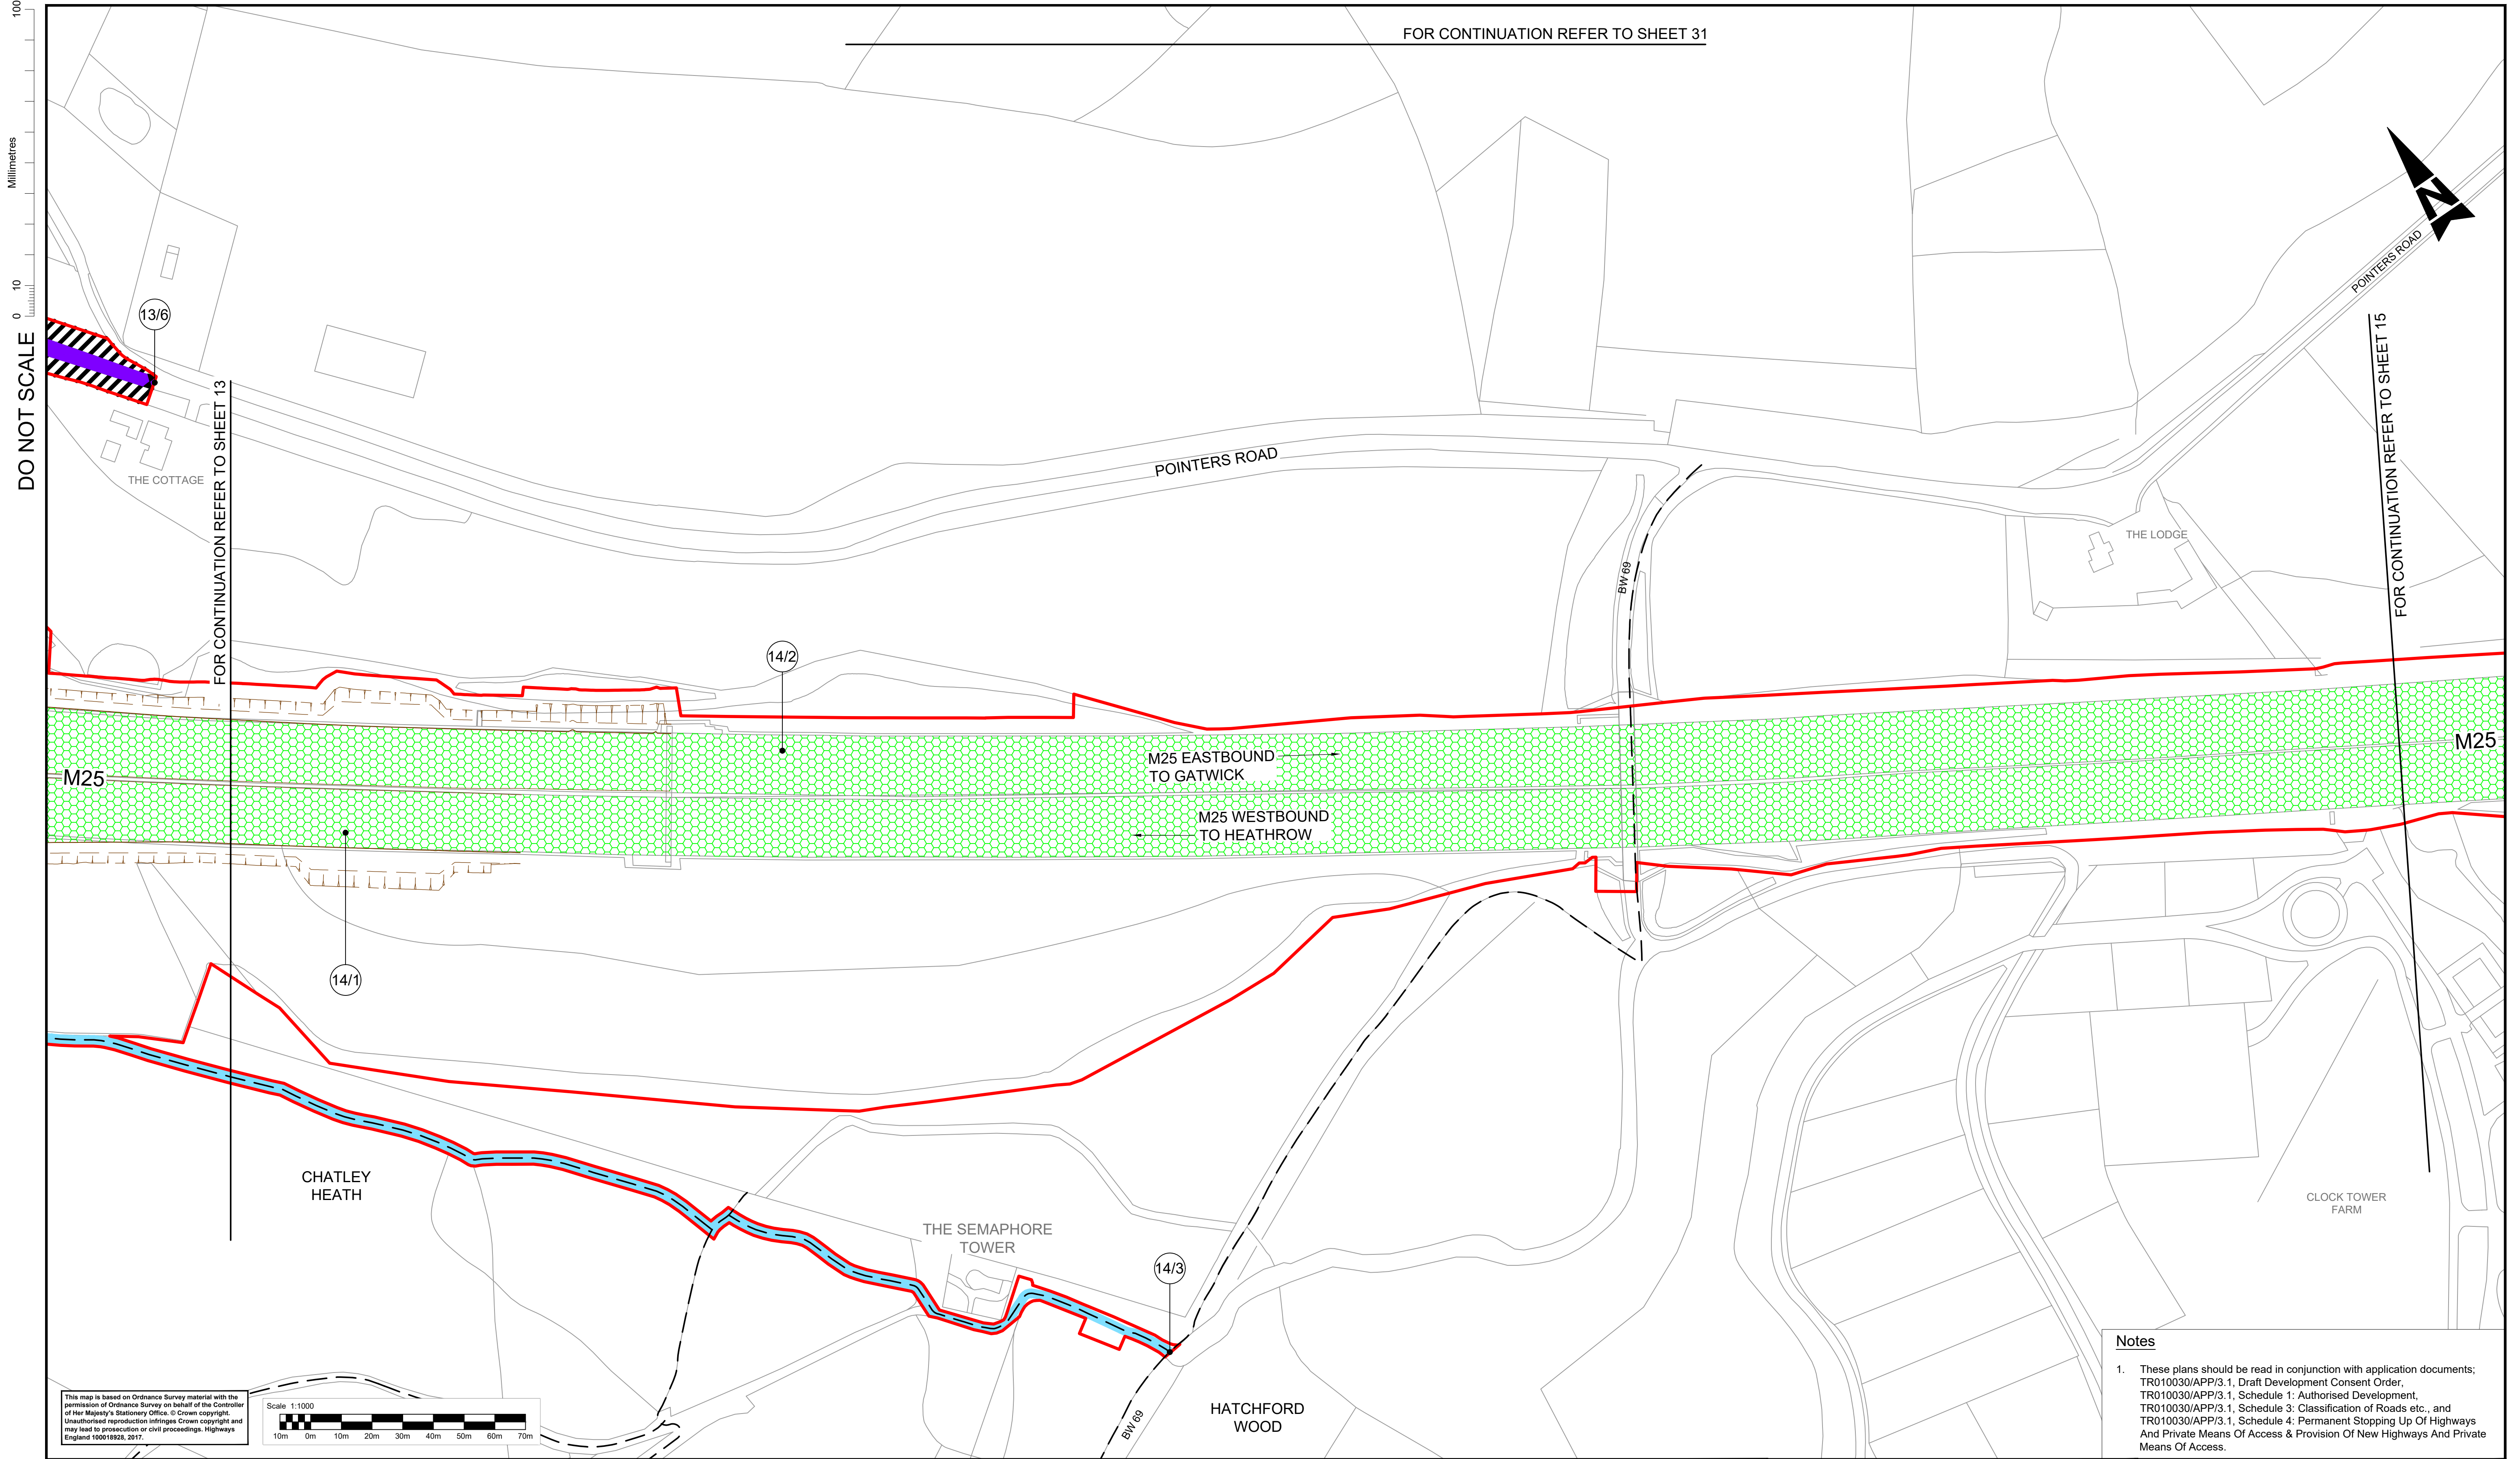 FOR CONTINUATION REFER TO SHEET 31
100
Millimetres
10
0
DO NOT SCALE
N
POINTERS ROAD
13/6
FOR CONTINUATION REFER TO SHEET 13
FOR CONTINUATION REFER TO SHEET 15
THE COTTAGE
POINTERS ROAD
THE LODGE
BW 69
14/2
M25
M25 EASTBOUND
TO GATWICK
M25 WESTBOUND
TO HEATHROW
M25
14/1
CHATLEY
HEATH
THE SEMAPHORE
TOWER
14/3
CLOCK TOWER
FARM
HATCHFORD
WOOD
BW 69
This map is based on Ordnance Survey material with the
permission of Ordnance Survey on behalf of the Controller
of Her Majesty's Stationery Office. © Crown copyright.
Unauthorised reproduction infringes Crown copyright and
may lead to prosecution or civil proceedings. Highways
England 100018928, 2017.
Scale 1:1000
10m 0m 10m 20m 30m 40m 50m 60m 70m
Notes
1. These plans should be read in conjunction with application documents;
TR010030/APP/3.1, Draft Development Consent Order,
TR010030/APP/3.1, Schedule 1: Authorised Development,
TR010030/APP/3.1, Schedule 3: Classification of Roads etc., and
TR010030/APP/3.1, Schedule 4: Permanent Stopping Up Of Highways
And Private Means Of Access & Provision Of New Highways And Private
Means Of Access.